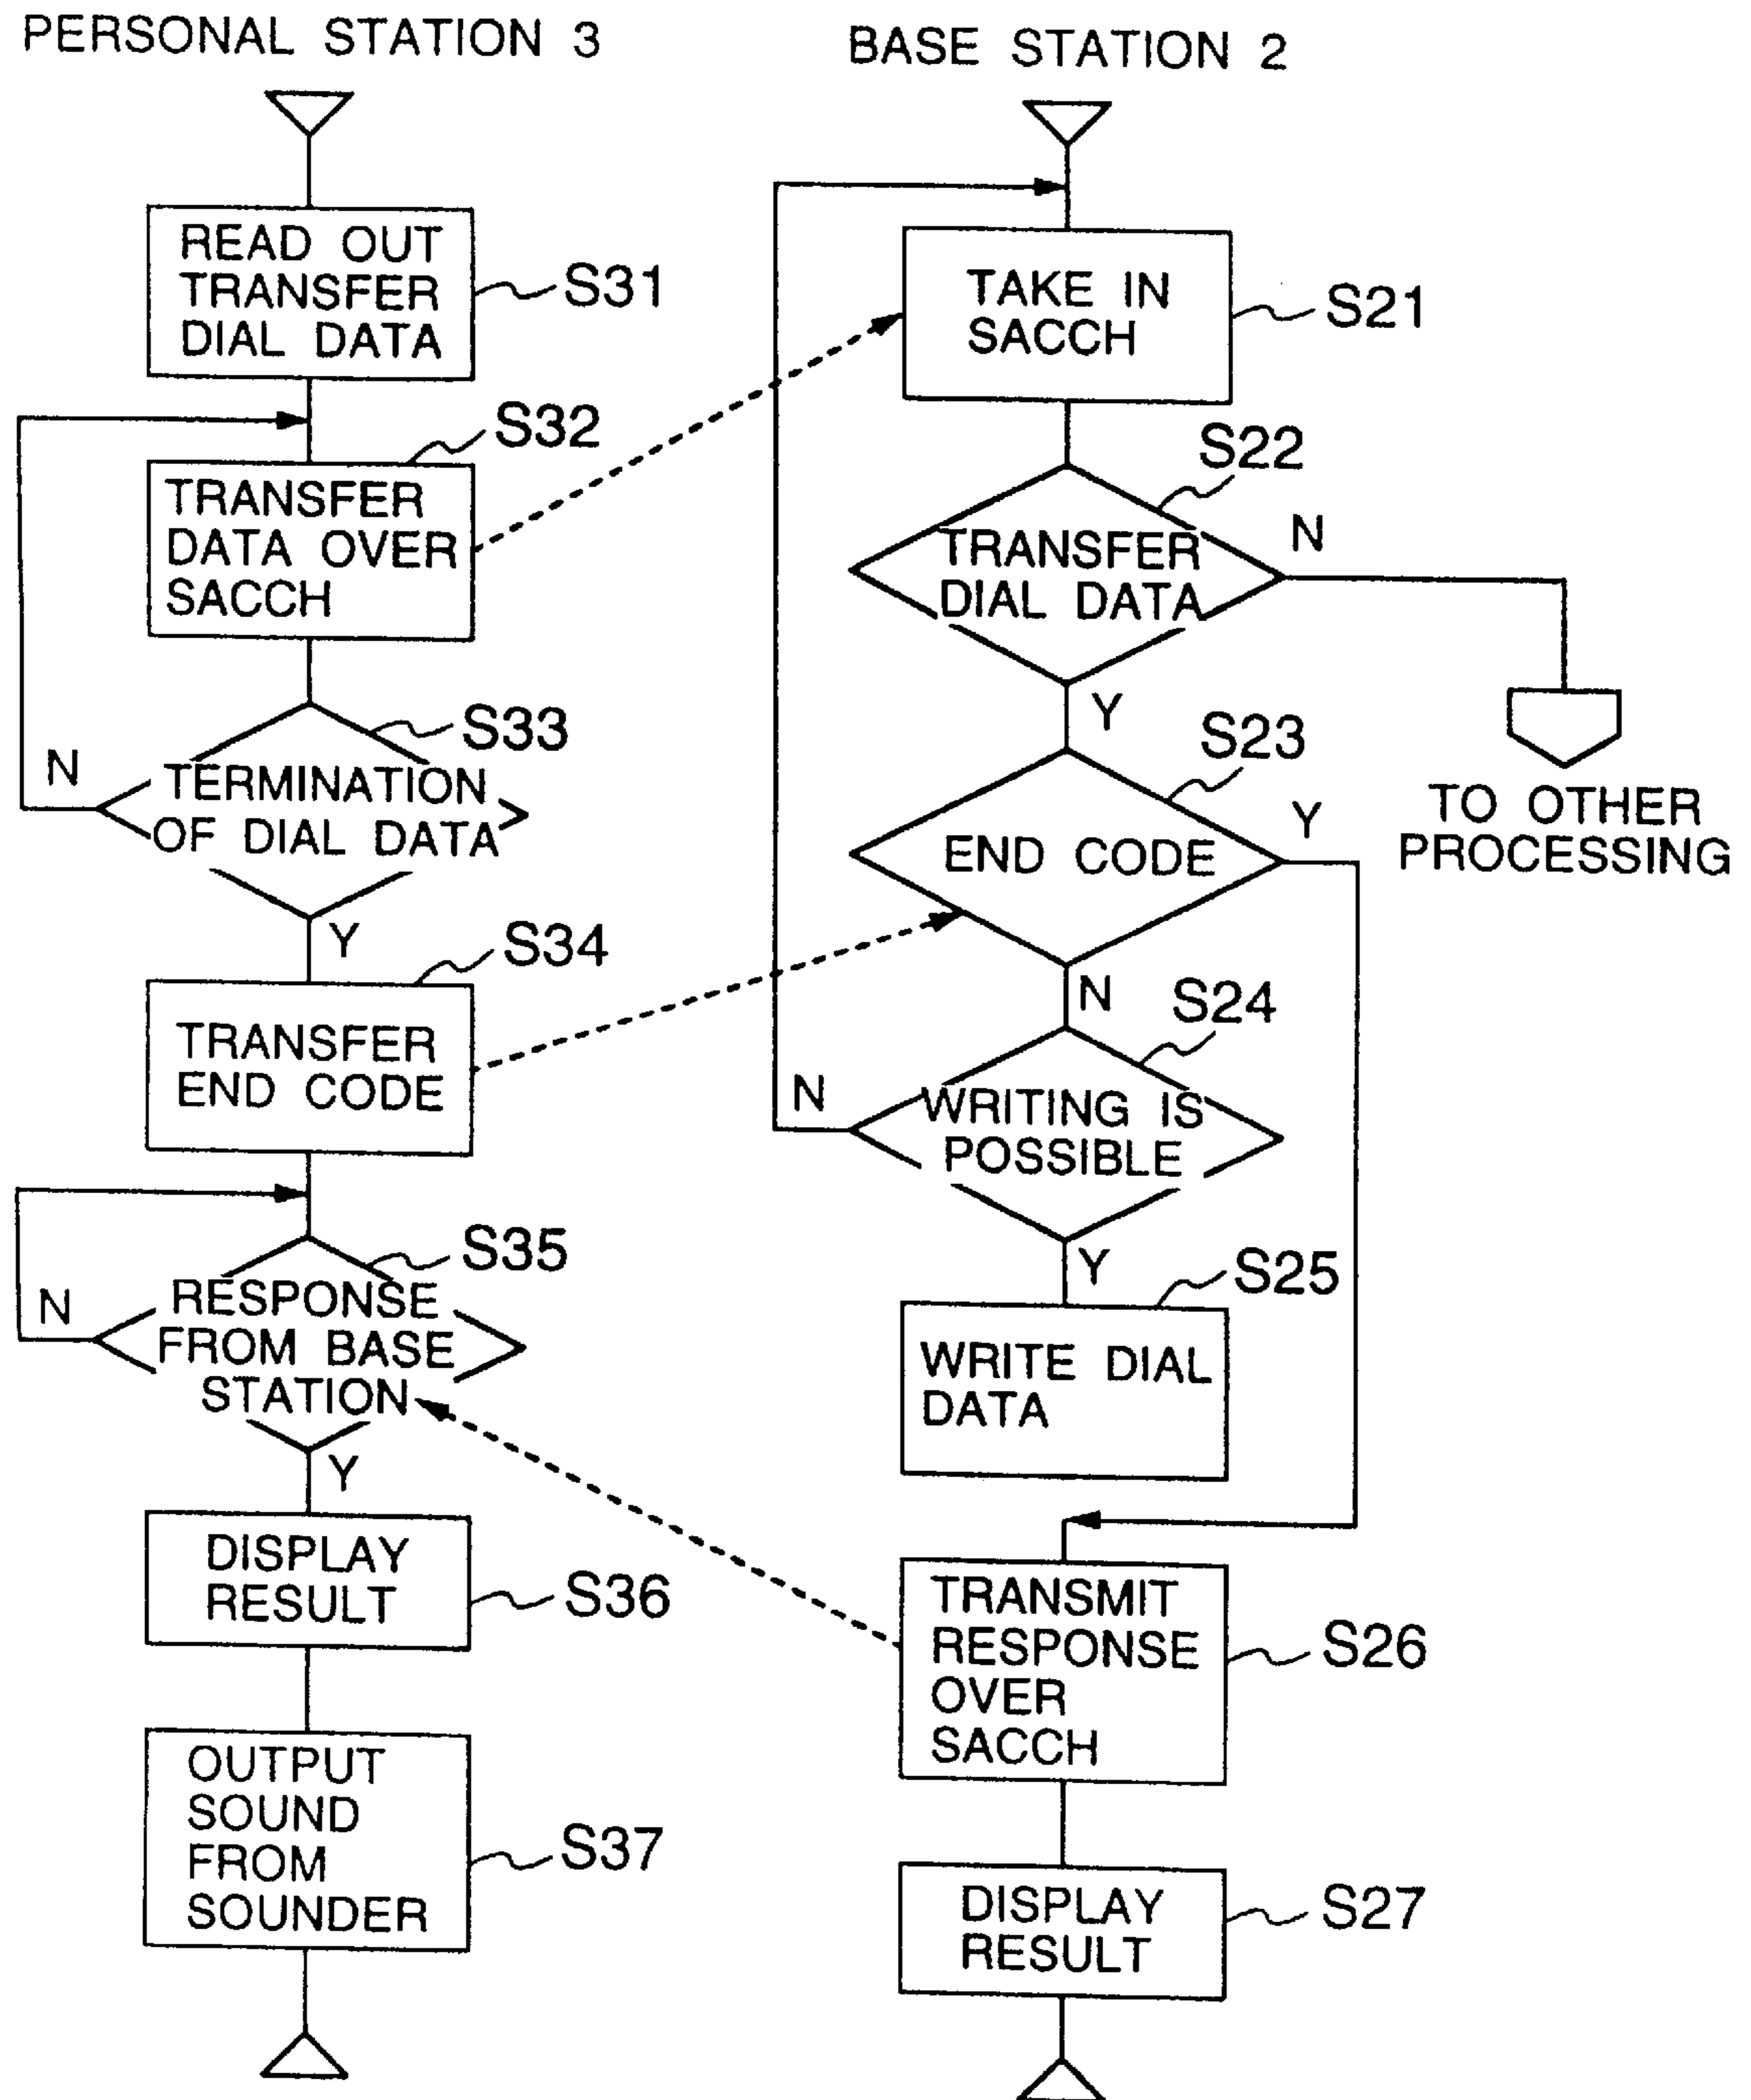 PERSONAL STATION 3
READ OUT
TRANSFER
DIAL DATA
S31
S32
TRANSFER
DATA OVER
SACCH
S33
N
TERMINATION
OF DIAL DATA
Y
S34
TRANSFER
END CODE
S35
N
RESPONSE
FROM BASE
STATION
Y
DISPLAY
RESULT
S36
OUTPUT
SOUND
FROM
SOUNDER
S37
BASE STATION 2
TAKE IN
SACCH
S21
S22
TRANSFER
DIAL DATA
N
TO OTHER
PROCESSING
Y
S23
END CODE
Y
N
S24
WRITING IS
POSSIBLE
N
Y
S25
WRITE DIAL
DATA
TRANSMIT
RESPONSE
OVER
SACCH
S26
DISPLAY
RESULT
S27